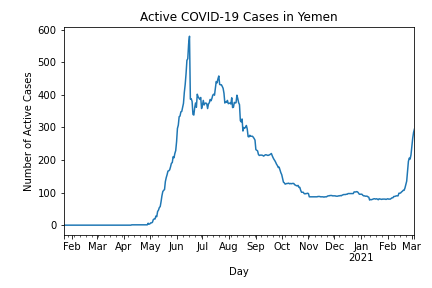 Active COVID-19 Cases in Yemen
Number of Active Cases
600
500
400
300
200
100
0
Feb Mar Apr May Jun Jul Aug Sep Oct Nov Dec Jan Feb Mar
2021
Day